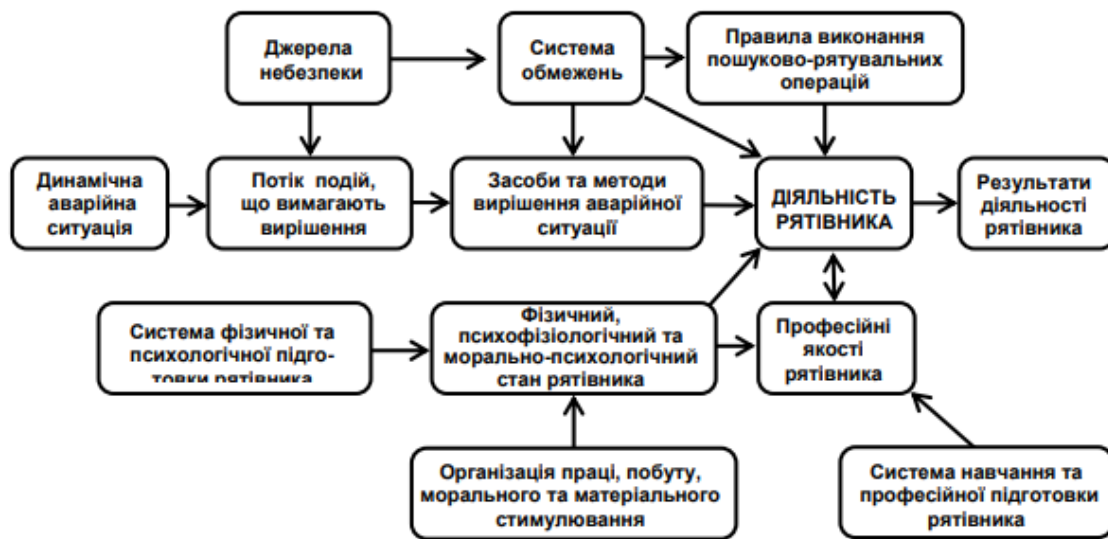 Джерела
небезпеки
Система
обмежень
Правила виконання
пошуково-рятувальних
операцій
Динамічна
аварійна
ситуація
Потік подій,
що вимагають
вирішення
Засоби та методи
вирішення аварійної
ситуації
ДІЯЛЬНІСТЬ
РЯТІВНИКА
Результати
діяльності
рятівника
Система фізичної та
психологічної підго-
товки рятівника
Фізичний,
психофізіологічний та
морально-психологічний
стан рятівника
Професійні
якості
рятівника
Організація праці, побуту,
морального та матеріального
стимулювання
Система навчання та
професійної підготовки
рятівника